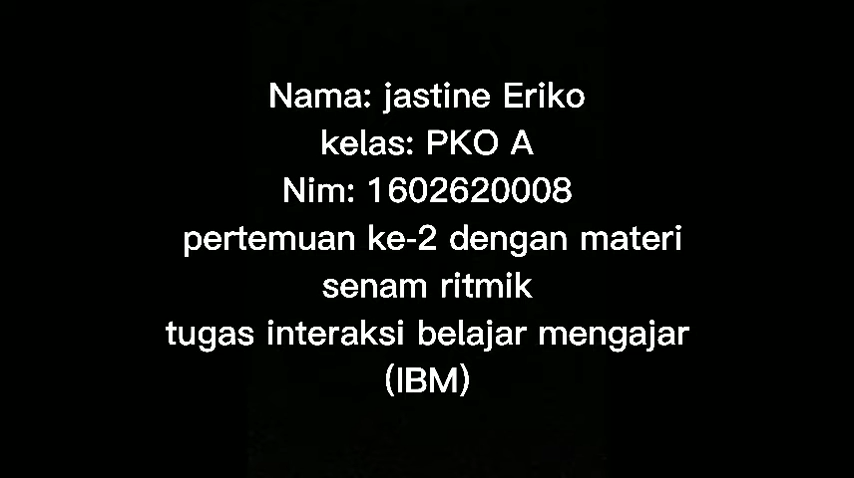 Nama: jastine Eriko
kelas: PKO A
Nim: 1602620008
pertemuan ke-2 dengan materi
senam ritmik
tugas interaksi belajar mengajar
(IBM)